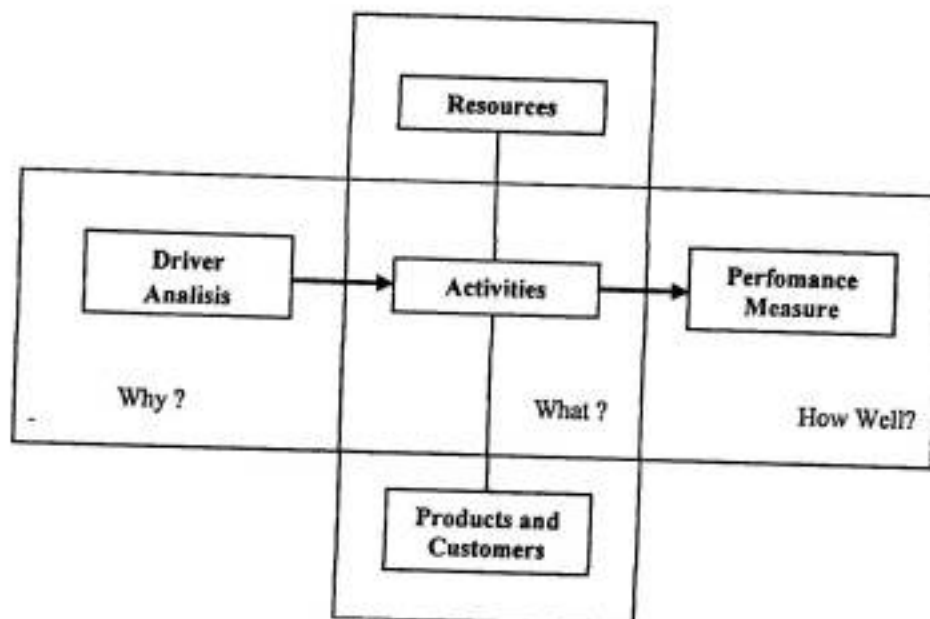 Resources
Driver
Analisis
Activities
Perfomance
Measure
Why ?
What ?
How Well?
Products and
Customers